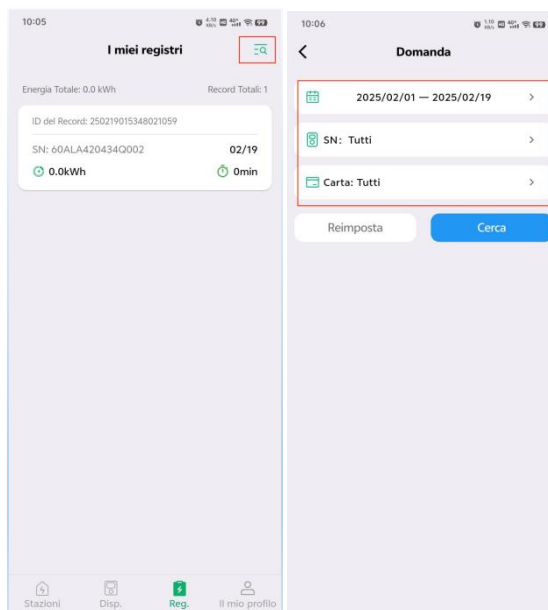 10:05
I miei registri
Energia Totale: 0.0 kWh
Record Totali: 1
ID del Record: 250219015348021059
SN: 60ALA420434Q002
02/19
0.0kWh
0min
Stazioni
Disp.
Reg.
Il mio profilo
10:06
Domanda
2025/02/01 — 2025/02/19
SN: Tutti
Carta: Tutti
Reimposta
Cerca